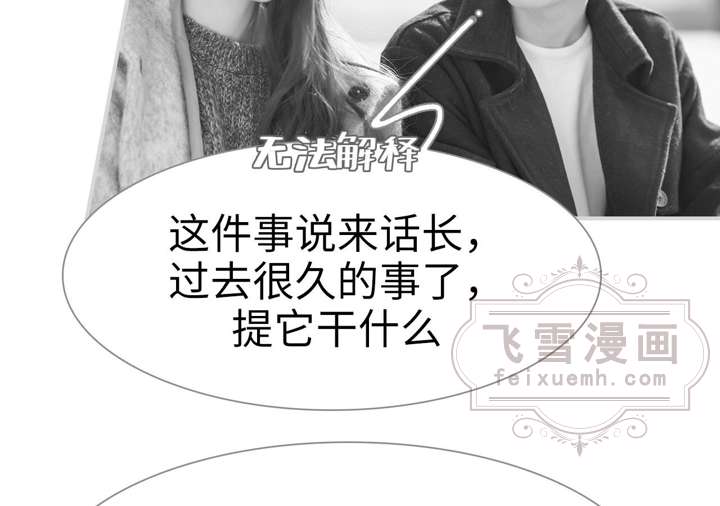 无法解释
这件事说来话长，
过去很久的事了，
提它干什么
飞雪漫画
feixuemh.com